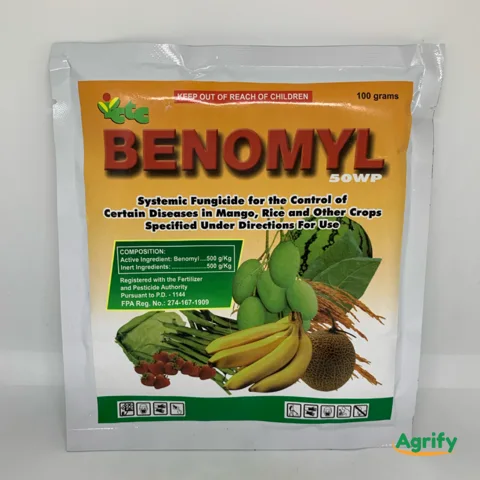 KEEP OUT OF REACH OF CHILDREN
100 grams
BENOMYL
50WP
Systemic Fungicide for the Control of
Certain Diseases in Mango, Rice and Other Crops
Specified Under Directions For Use
COMPOSITION:
Active Ingredient: Benomyl ....500 g/Kg
Inert Ingredients: ................... 500 g/Kg
Registered with the Fertilizer
and Pesticide Authority
Pursuant to P.D. - 1144
FPA Reg. No.: 274-167-1909
Agrify